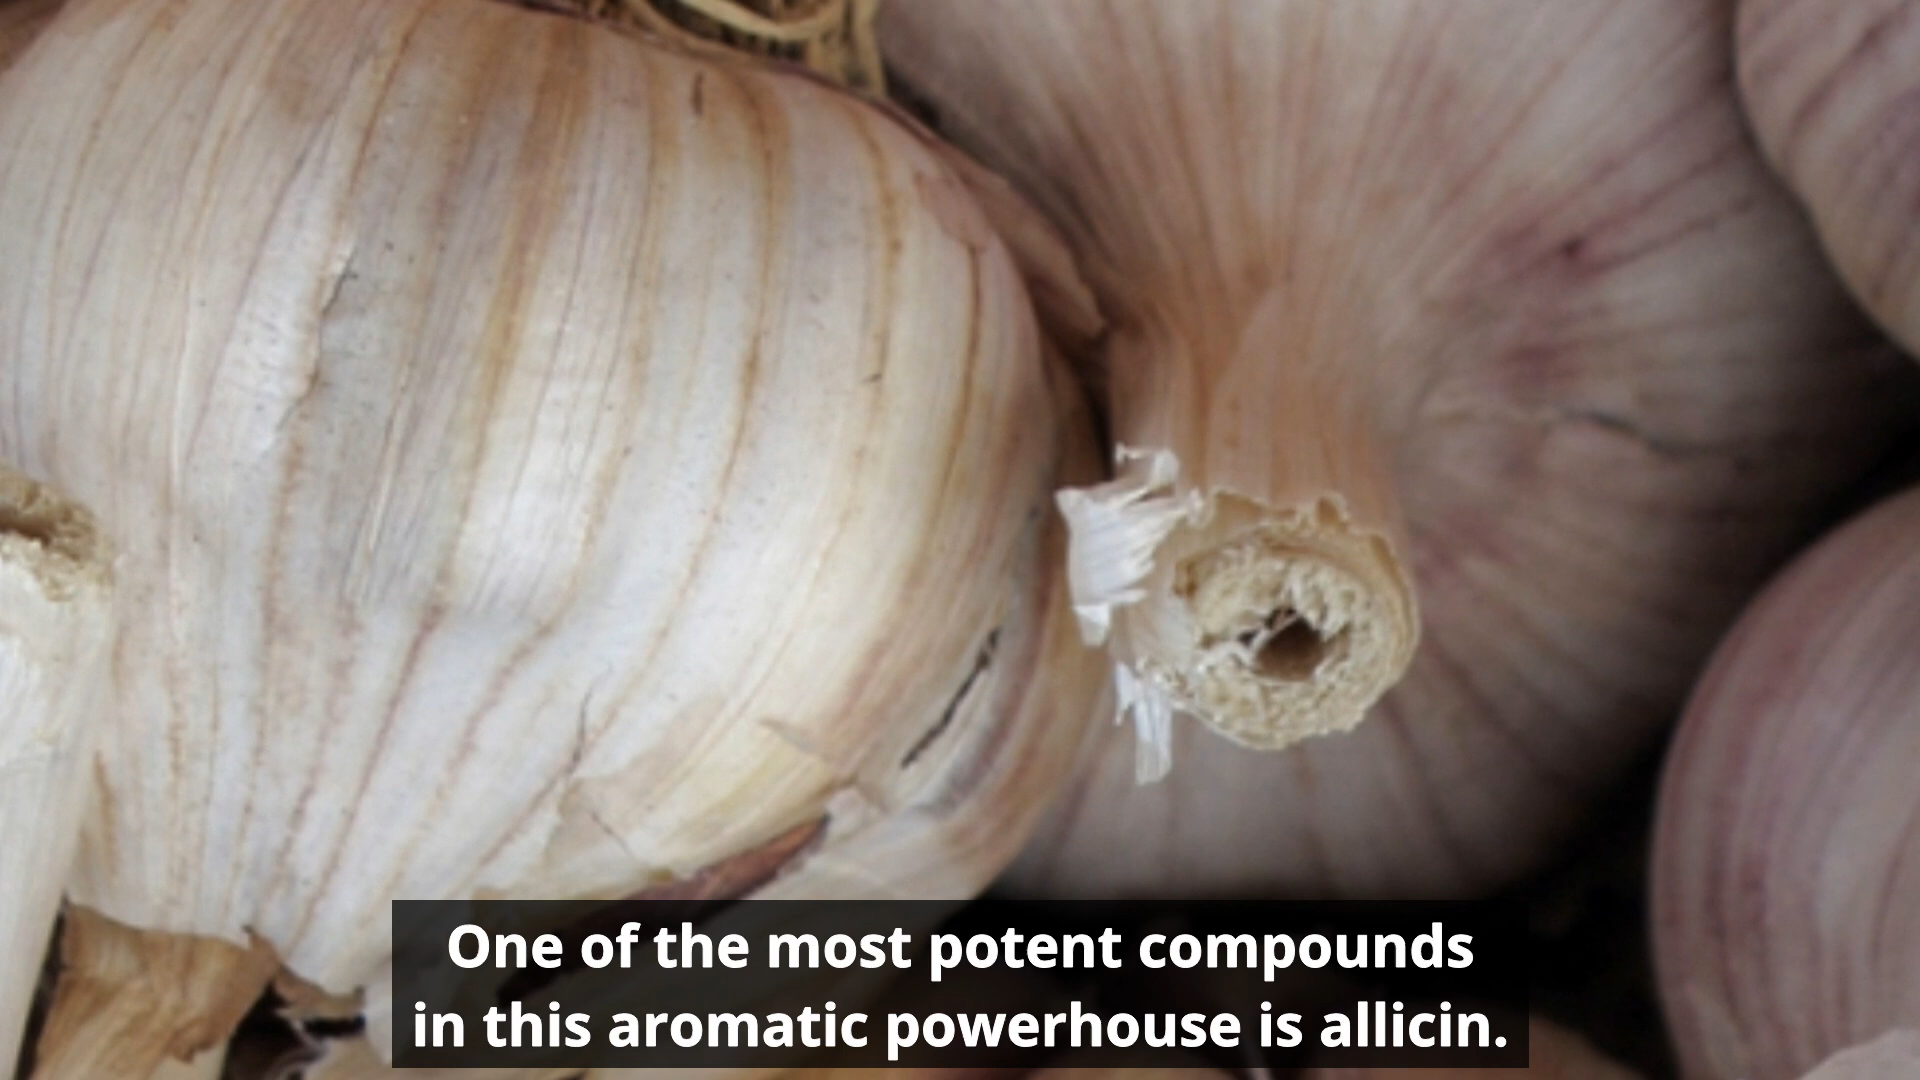 One of the most potent compounds
in this aromatic powerhouse is allicin.